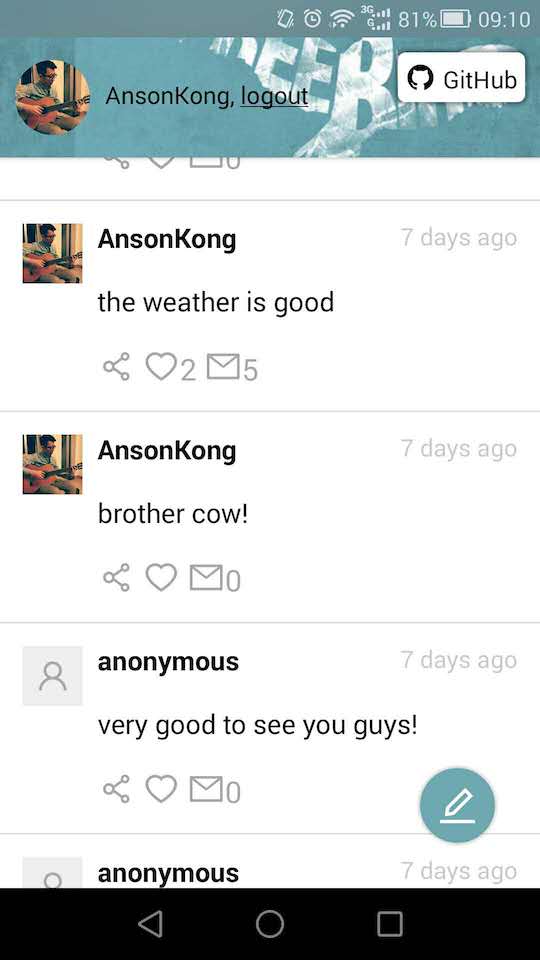 3G
G
81% 09:10
AnsonKong, logout
GitHub
0
AnsonKong 7 days ago
the weather is good
2 5
AnsonKong 7 days ago
brother cow!
0
anonymous 7 days ago
very good to see you guys!
0
anonymous 7 days ago